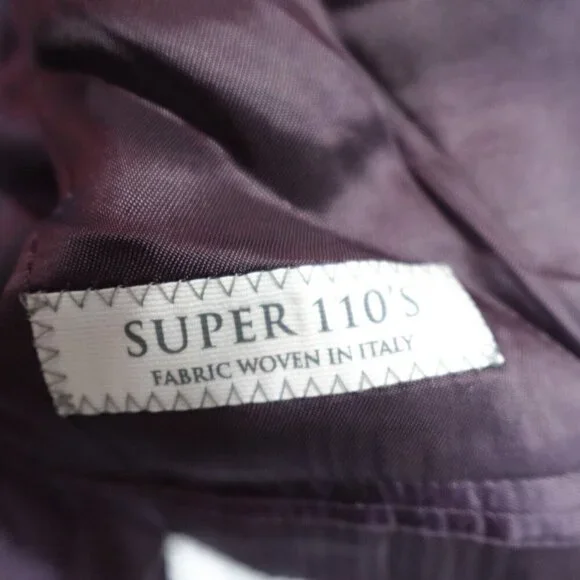 SUPER 110'S
FABRIC WOVEN IN ITALY